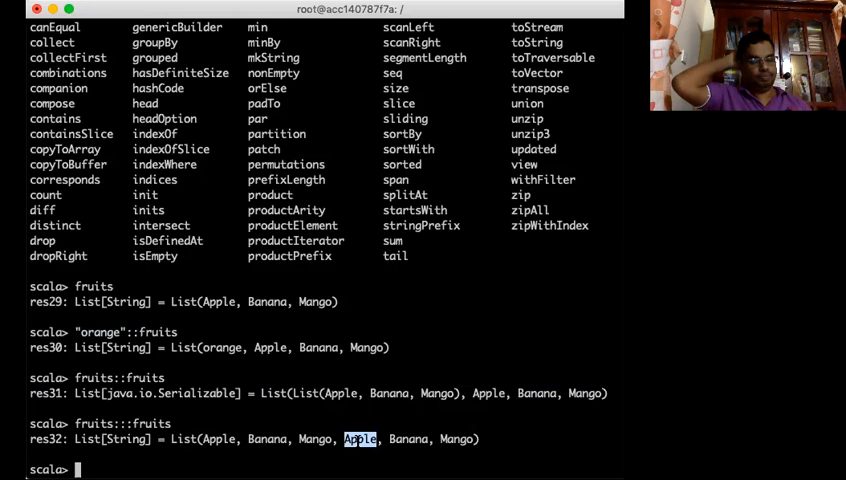 root@acc140787f7a: /
canEqual genericBuilder min scanLeft toStream
collect groupBy minBy scanRight toString
collectFirst grouped mkString segmentLength toTraversable
combinations hasDefiniteSize nonEmpty seq toVector
companion hashCode orElse size transpose
compose head padTo slice union
contains headOption par sliding unzip
containsSlice indexOf partition sortBy unzip3
copyToArray indexOfSlice patch sortWith updated
copyToBuffer indexWhere permutations sorted view
corresponds indices prefixLength span withFilter
count init product splitAt zip
diff inits productArity startsWith zipAll
distinct intersect productElement stringPrefix zipWithIndex
drop isDefinedAt productIterator sum
dropRight isEmpty productPrefix tail
scala> fruits
res29: List[String] = List(Apple, Banana, Mango)
scala> "orange"::fruits
res30: List[String] = List(orange, Apple, Banana, Mango)
scala> fruits::fruits
res31: List[java.io.Serializable] = List(List(Apple, Banana, Mango), Apple, Banana, Mango)
scala> fruits:::fruits
res32: List[String] = List(Apple, Banana, Mango, Apple, Banana, Mango)
scala>